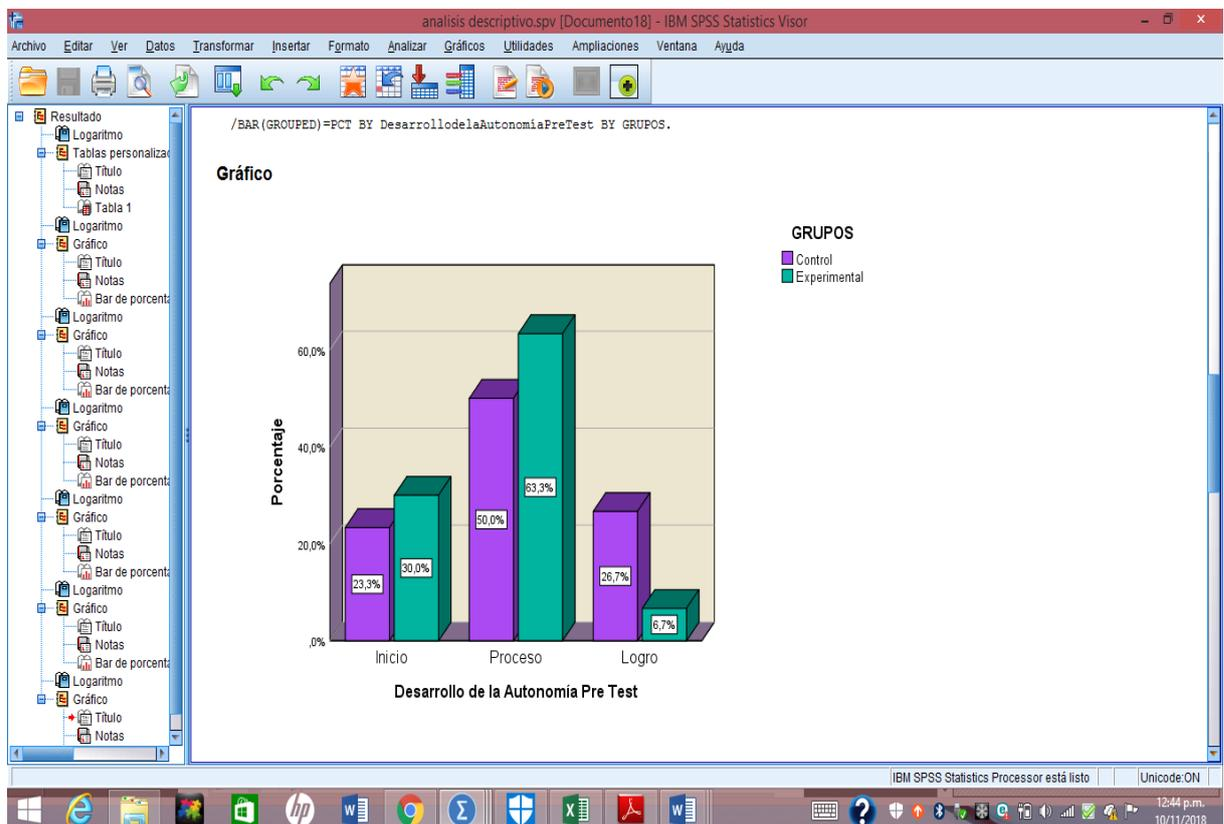 analisis descriptivo.spv [Documento18] - IBM SPSS Statistics Visor
Archivo Editar Ver Datos Transformar Insertar Formato Analizar Gráficos Utilidades Ampliaciones Ventana Ayuda
Resultado
Logaritmo
Tablas personalizad
Título
Notas
Tabla 1
Logaritmo
Gráfico
Título
Notas
Bar de porcenta
Logaritmo
Gráfico
Título
Notas
Bar de porcenta
Logaritmo
Gráfico
Título
Notas
Bar de porcenta
Logaritmo
Gráfico
Título
Notas
Bar de porcenta
Logaritmo
Gráfico
Título
Notas
Bar de porcenta
Logaritmo
Gráfico
Título
Notas
/BAR(GROUPED)=PCT BY DesarrollodelaAutonomíaPreTest BY GRUPOS.
Gráfico
GRUPOS
Control
Experimental
Porcentaje
60,0%
40,0%
20,0%
,0%
23,3%
30,0%
50,0%
63,3%
26,7%
6,7%
Inicio Proceso Logro
Desarrollo de la Autonomía Pre Test
IBM SPSS Statistics Processor está listo Unicode:ON
hp
12:44 p.m.
10/11/2018